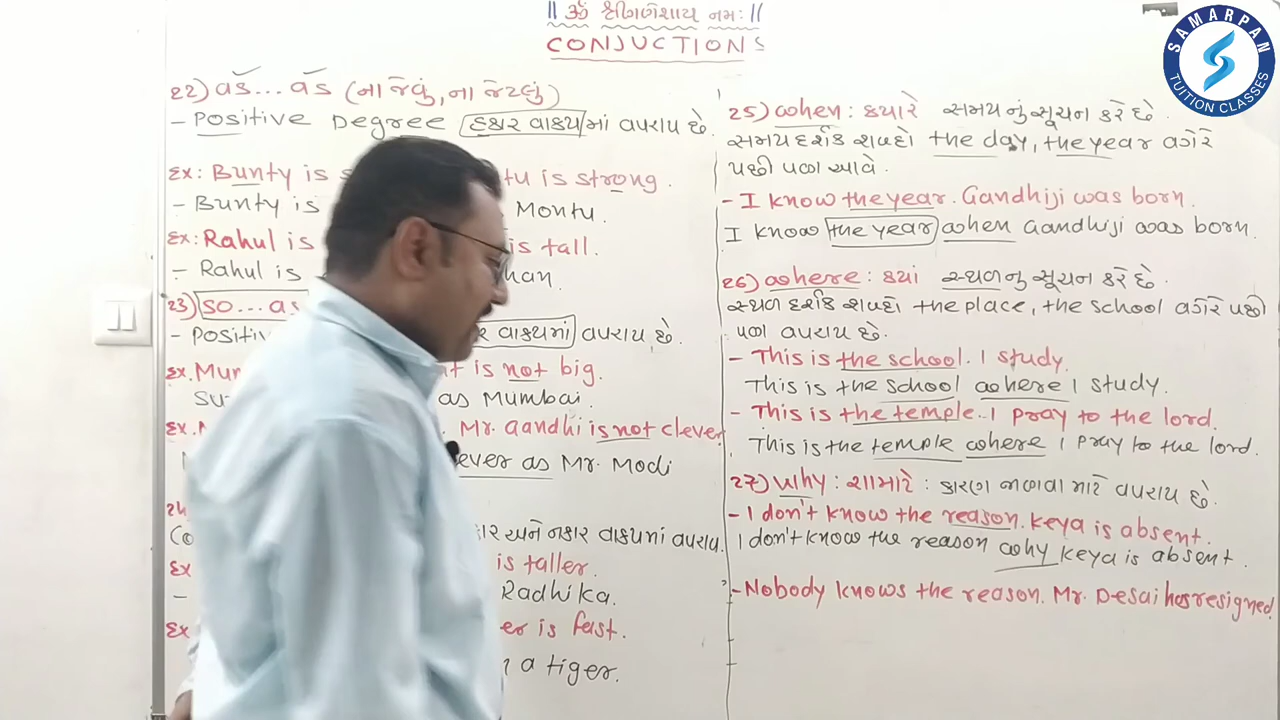 || ૐ શ્રી ગણેશાય નમઃ ||
CONJUCTIONS
SAMARPAN
TUITION CLASSES
22) as... as (ના જેવું, ના જેટલું)
- Positive Degree હકાર વાક્યમાં વપરાય છે.
Ex: Bunty is tu is strong.
- Bunty is Montu.
Ex: Rahul is is tall.
- Rahul is han.
23) so... as
- Positiv ર વાક્યમાં વપરાય છે.
Ex. Mum t is not big.
Su as Mumbai.
Ex. Mr. Gandhi is not clever
ever as Mr. Modi
24
(Co કાર અને નકાર વાક્યમાં વપરાય.
Ex is taller.
- Radhika.
Ex er is fast.
n a tiger.
25) when : ક્યારે સમય નું સૂચન કરે છે.
સમય દર્શક શબ્દો the day, the year વગેરે
પછી પણ આવે.
- I know the year. Gandhiji was born.
I know the year when Gandhiji was born.
26) where : ક્યાં સ્થળનુ સૂચન કરે છે.
સ્થળ દર્શક શબ્દો the place, the school વગેરે પછી
પણ વપરાય છે.
- This is the school. I study.
This is the school where I study.
- This is the temple. I pray to the lord.
This is the temple where I pray to the lord.
27) Why : શામાટે : કારણ જાણવા માટે વપરાય છે.
- I don't know the reason. Keya is absent.
I don't know the reason why Keya is absent.
- Nobody knows the reason. Mr. Desai has resigned.